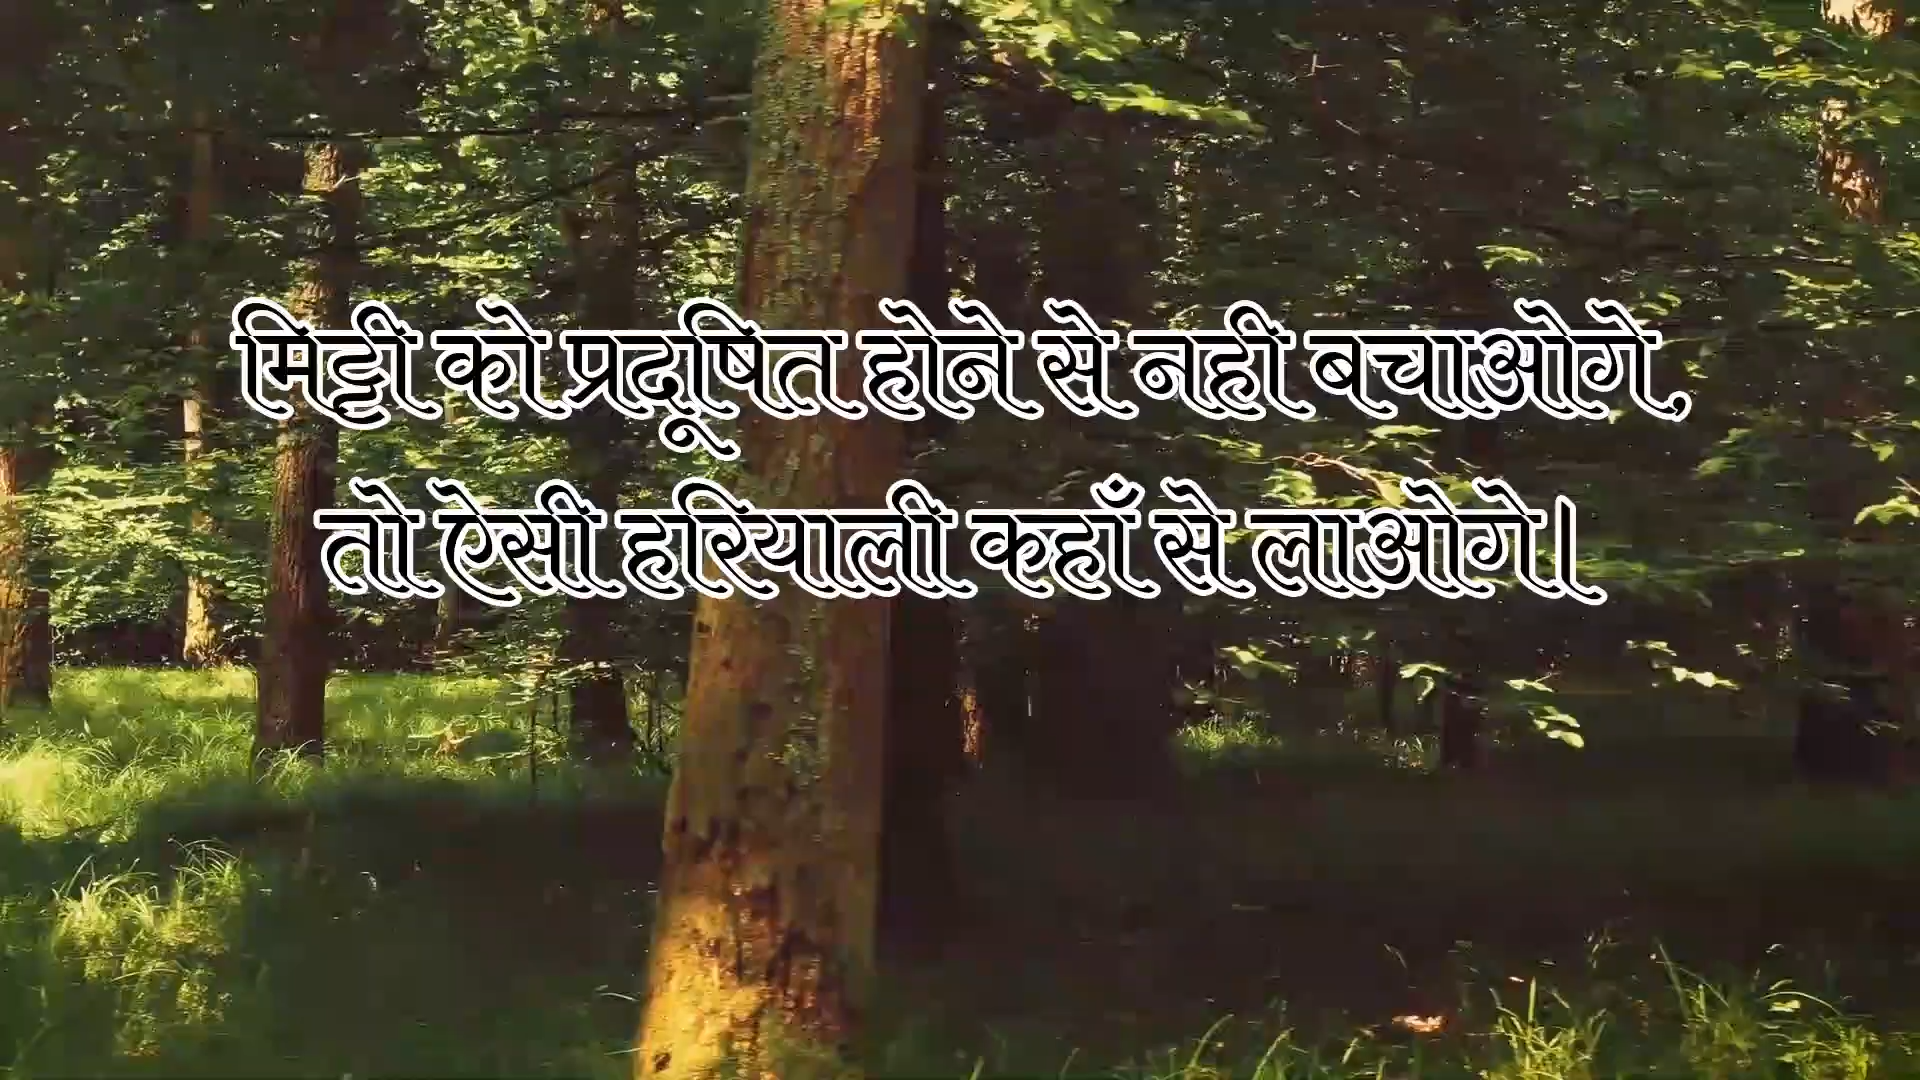 मिट्टी को प्रदूषित होने से नही बचाओगे,
तो ऐसी हरियाली कहाँ से लाओगे।